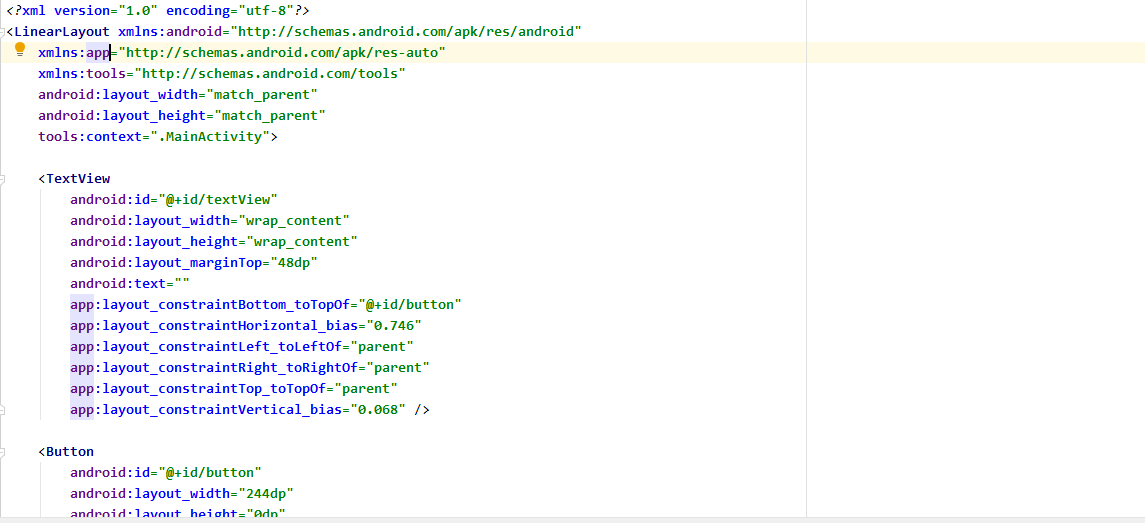 <?xml version="1.0" encoding="utf-8"?>
<LinearLayout xmlns:android="http://schemas.android.com/apk/res/android"
    xmlns:app="http://schemas.android.com/apk/res-auto"
    xmlns:tools="http://schemas.android.com/tools"
    android:layout_width="match_parent"
    android:layout_height="match_parent"
    tools:context=".MainActivity">

    <TextView
        android:id="@+id/textView"
        android:layout_width="wrap_content"
        android:layout_height="wrap_content"
        android:layout_marginTop="48dp"
        android:text=""
        app:layout_constraintBottom_toTopOf="@+id/button"
        app:layout_constraintHorizontal_bias="0.746"
        app:layout_constraintLeft_toLeftOf="parent"
        app:layout_constraintRight_toRightOf="parent"
        app:layout_constraintTop_toTopOf="parent"
        app:layout_constraintVertical_bias="0.068" />

    <Button
        android:id="@+id/button"
        android:layout_width="244dp"
        android:layout_height="0dp"